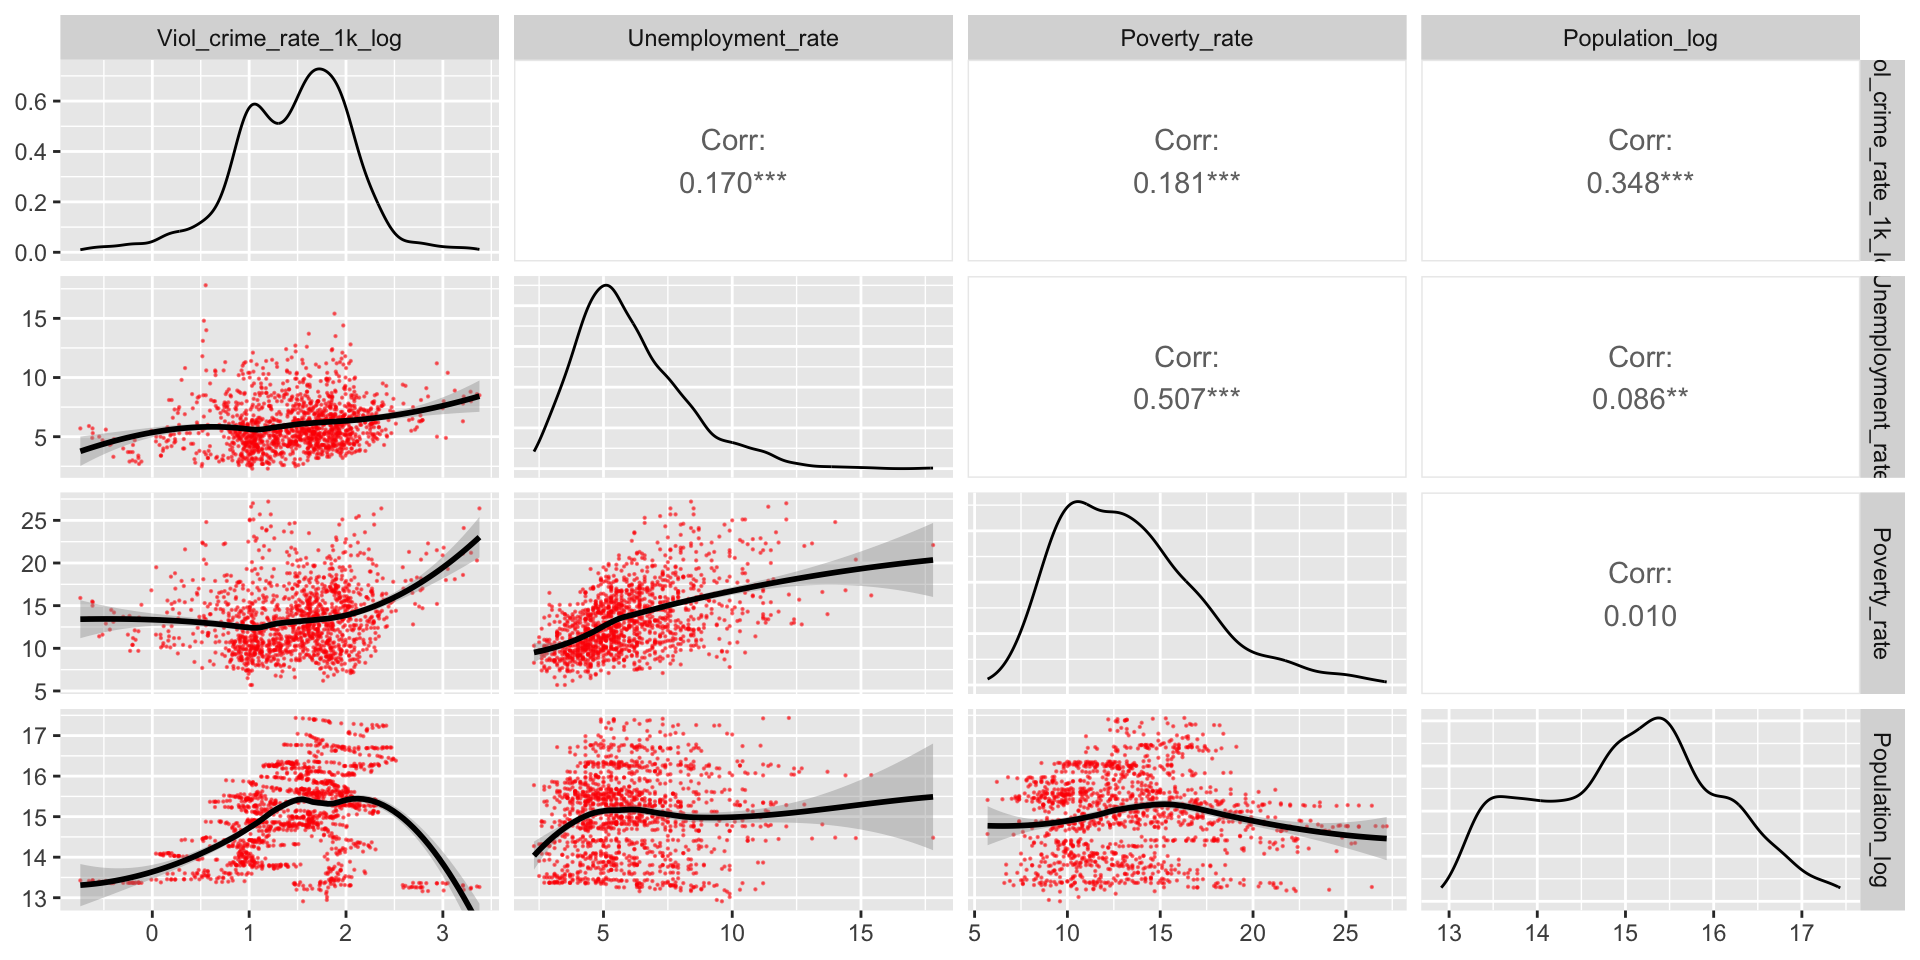 Viol_crime_rate_1k_log Unemployment_rate Poverty_rate Population_log
0.6
0.4
0.2
0.0
Corr:
0.170***
Corr:
0.181***
Corr:
0.348***
ol_crime_rate_1k_l
15
10
5
Corr:
0.507***
Corr:
0.086**
Unemployment_rate
25
20
15
10
5
Corr:
0.010
Poverty_rate
17
16
15
14
13
Population_log
0 1 2 3 5 10 15 5 10 15 20 25 13 14 15 16 17